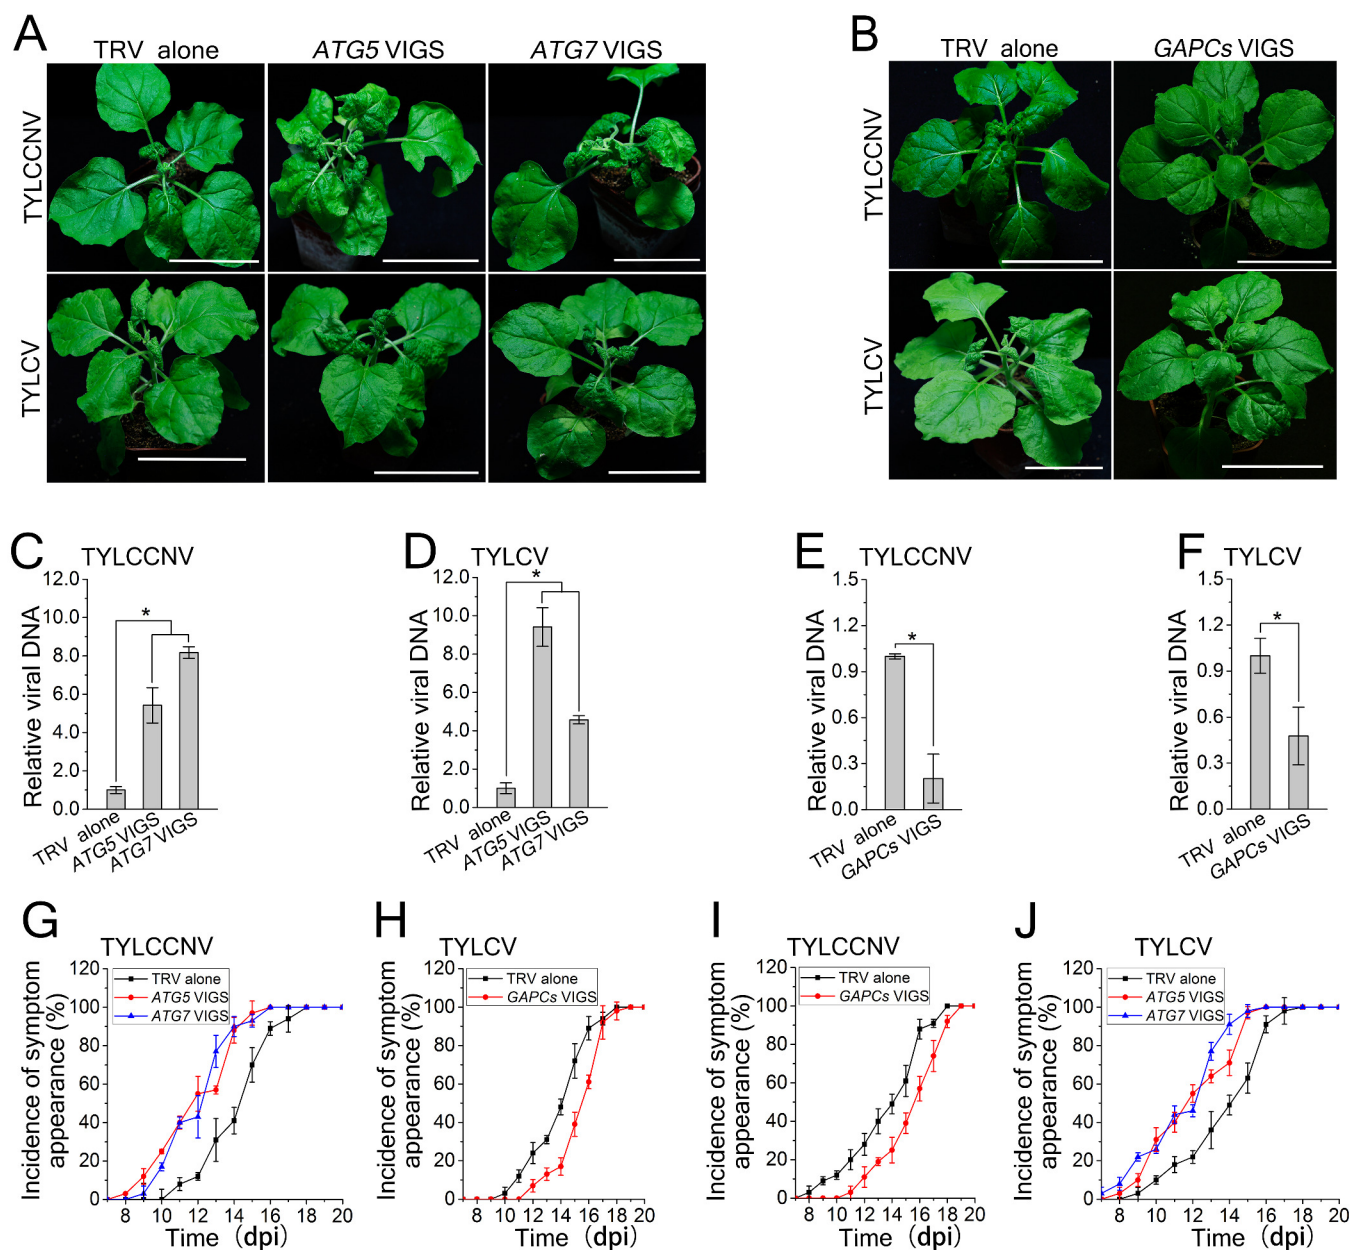 A
TRV alone
ATG5 VIGS
ATG7 VIGS
TYLCCNV
TYLCV
B
TRV alone
GAPCs VIGS
TYLCCNV
TYLCV
C
TYLCCNV
Relative viral DNA
12.0
10.0
8.0
6.0
4.0
2.0
0.0
*
TRV alone
ATG5 VIGS
ATG7 VIGS
D
TYLCV
Relative viral DNA
12.0
10.0
8.0
6.0
4.0
2.0
0.0
*
TRV alone
ATG5 VIGS
ATG7 VIGS
E
TYLCCNV
Relative viral DNA
1.5
1.2
0.9
0.6
0.3
0.0
*
TRV alone
GAPCs VIGS
F
TYLCV
Relative viral DNA
1.5
1.2
0.9
0.6
0.3
0.0
*
TRV alone
GAPCs VIGS
G
TYLCCNV
Incidence of symptom
appearance (%)
120
100
80
60
40
20
0
TRV alone
ATG5 VIGS
ATG7 VIGS
8 10 12 14 16 18 20
Time (dpi)
H
TYLCV
Incidence of symptom
appearance (%)
120
100
80
60
40
20
0
TRV alone
GAPCs VIGS
8 10 12 14 16 18 20
Time (dpi)
I
TYLCCNV
Incidence of symptom
appearance (%)
120
100
80
60
40
20
0
TRV alone
GAPCs VIGS
8 10 12 14 16 18 20
Time (dpi)
J
TYLCV
Incidence of symptom
appearance (%)
120
100
80
60
40
20
0
TRV alone
ATG5 VIGS
ATG7 VIGS
8 10 12 14 16 18 20
Time (dpi)